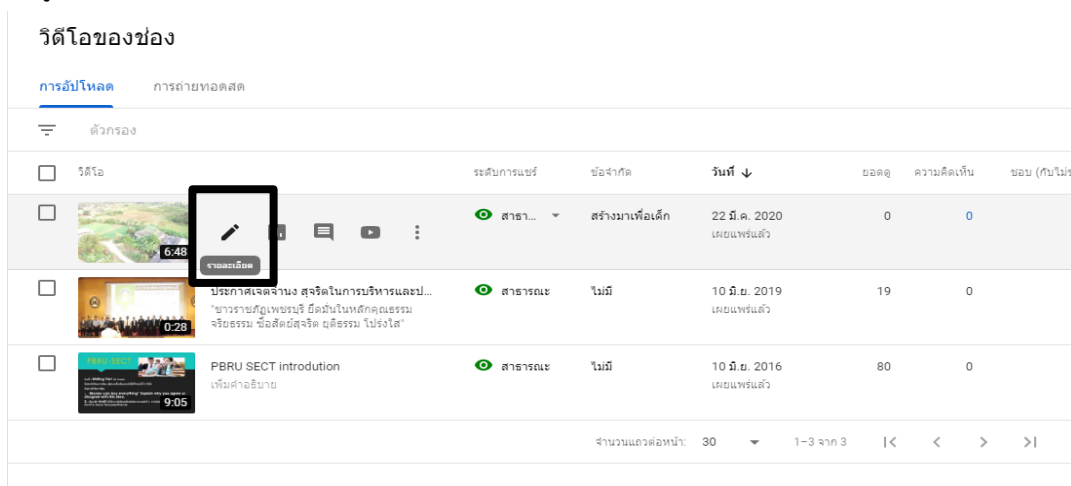 วิดีโอของช่อง
การอัปโหลด การถ่ายทอดสด
ตัวกรอง
วิดีโอ ระดับการแชร์ ข้อจำกัด วันที่ ยอดดู ความคิดเห็น ชอบ (กับไม่ช
6:48 รายละเอียด สาธา... สร้างมาเพื่อเด็ก 22 มี.ค. 2020 0 0
เผยแพร่แล้ว
0:28 ประกาศเจตจำนง สุจริตในการบริหารและป... สาธารณะ ไม่มี 10 มิ.ย. 2019 19 0
"ชาวราชภัฏเพชรบุรี ยึดมั่นในหลักคุณธรรม เผยแพร่แล้ว
จริยธรรม ซื่อสัตย์สุจริต ยุติธรรม โปร่งใส"
PBRU-SECT
9:05 PBRU SECT introdution สาธารณะ ไม่มี 10 มิ.ย. 2016 80 0
เพิ่มคำอธิบาย เผยแพร่แล้ว
จำนวนแถวต่อหน้า: 30 1–3 จาก 3